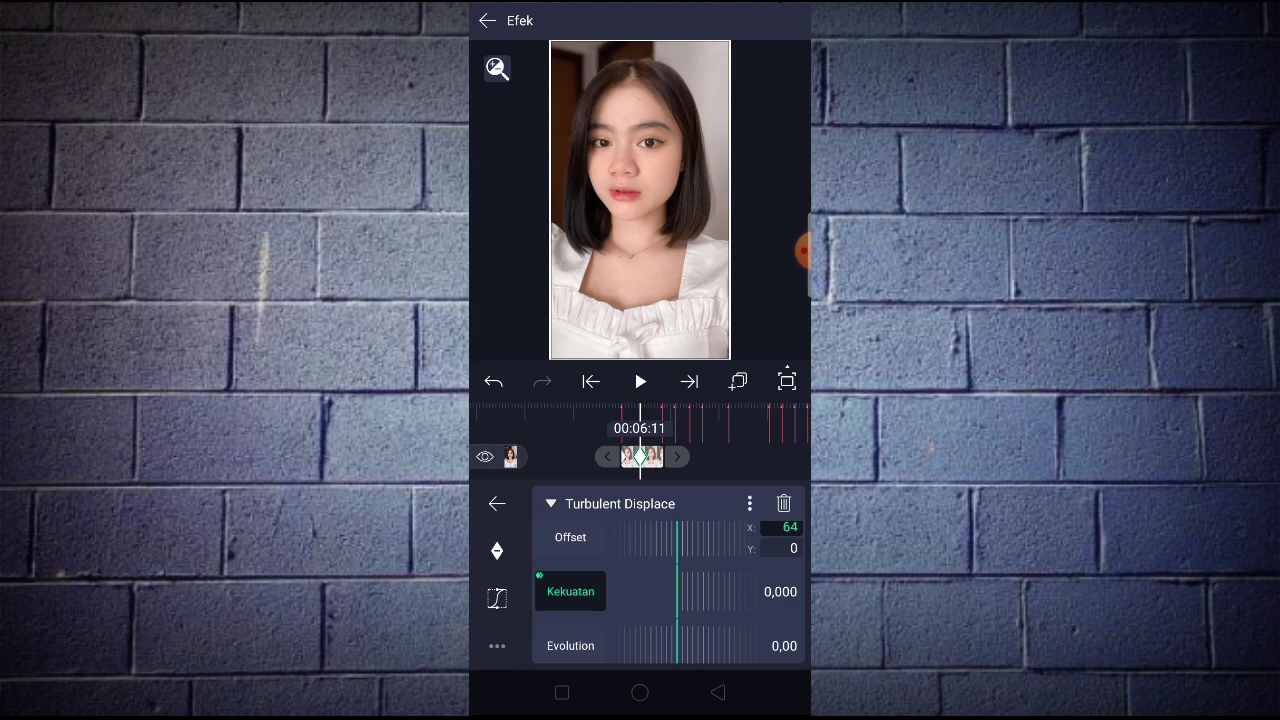 Efek
00:06:11
Turbulent Displace
Offset
X: 64
Y: 0
Kekuatan
0,000
Evolution
0,00